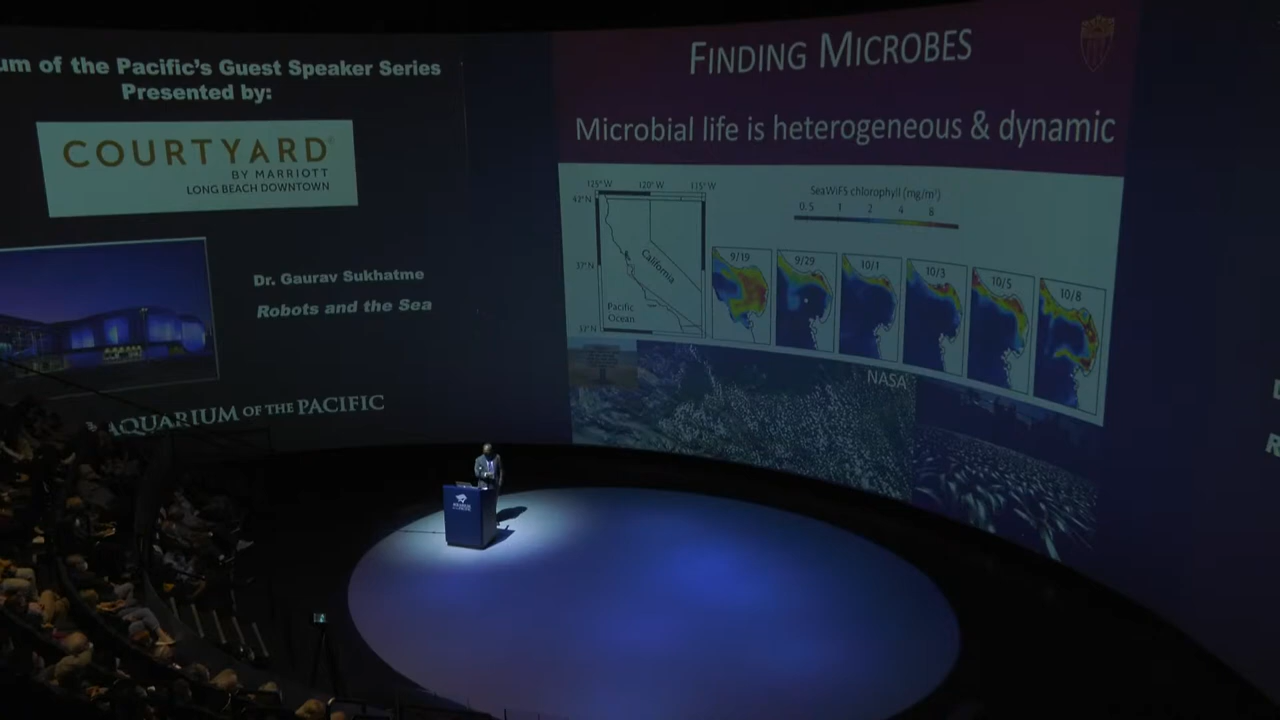 um of the Pacific's Guest Speaker Series
Presented by:
COURTYARD
BY MARRIOTT
LONG BEACH DOWNTOWN
Dr. Gaurav Sukhatme
Robots and the Sea
AQUARIUM OF THE PACIFIC
FINDING MICROBES
Microbial life is heterogeneous & dynamic
125° W 120° W 115° W
42° N
37° N
32° N
California
Pacific
Ocean
SeaWiFS chlorophyll (mg/m³)
0.5 1 2 4 8
9/19 9/29 10/1 10/3 10/5 10/8
NASA